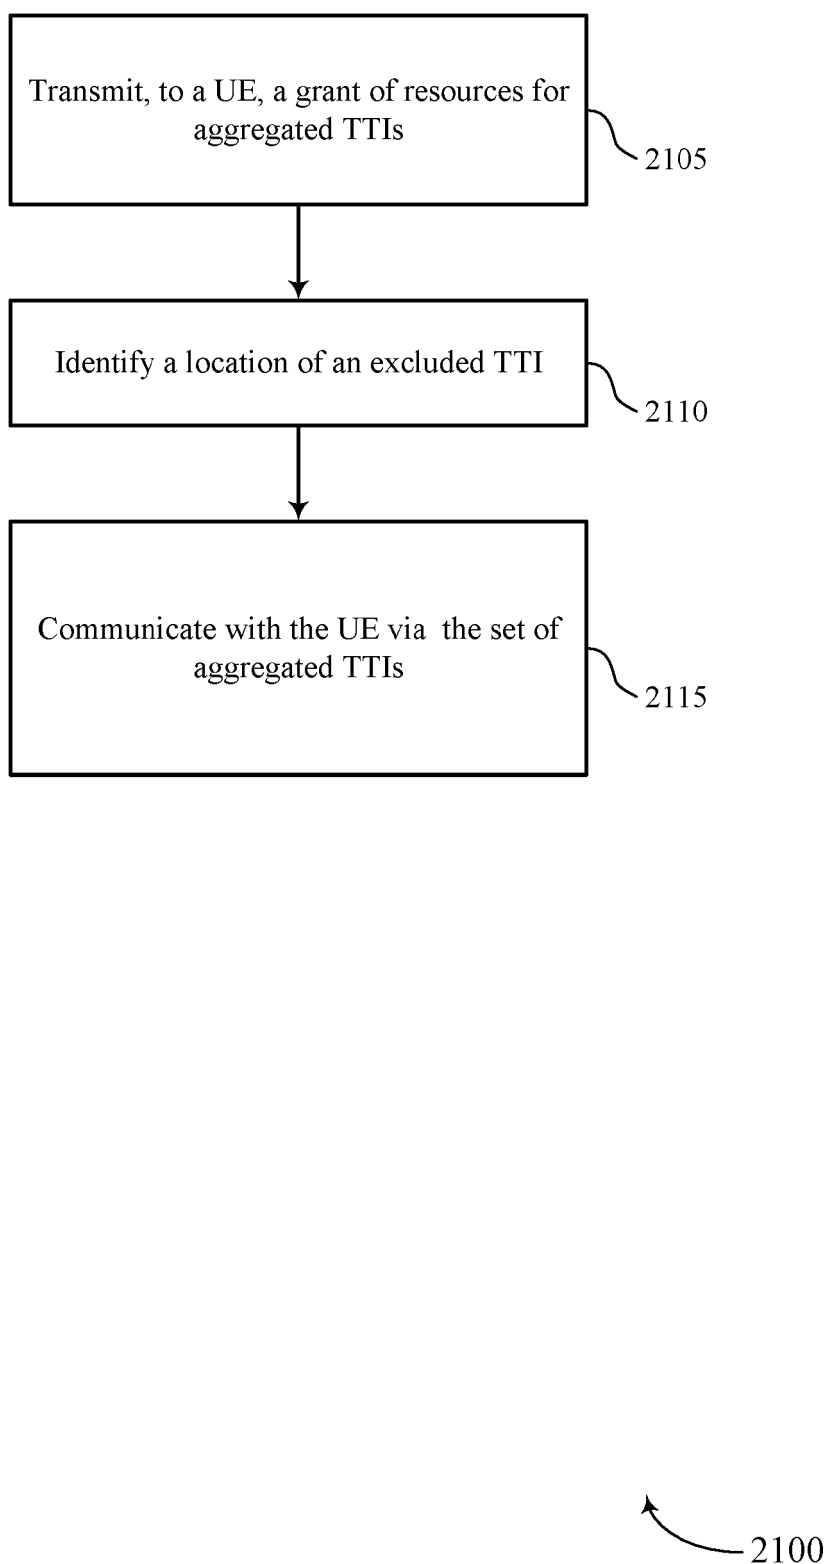 Transmit, to a UE, a grant of resources for
aggregated TTIs
2105
Identify a location of an excluded TTI
2110
Communicate with the UE via the set of
aggregated TTIs
2115
2100